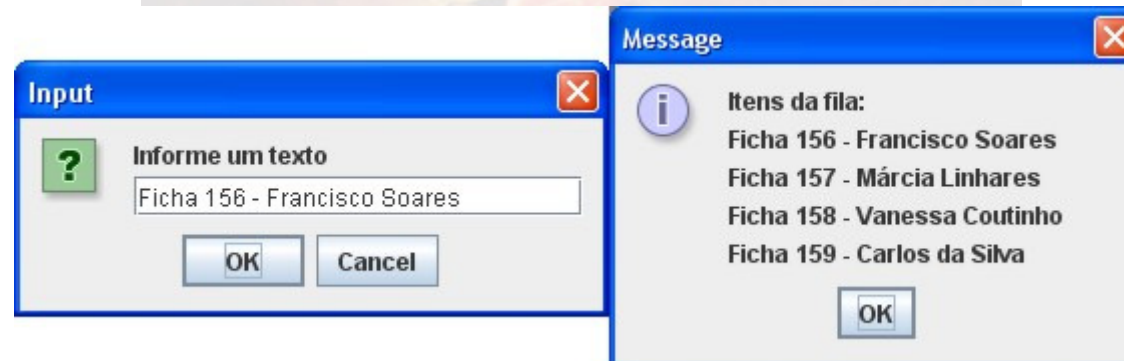 Input
Informe um texto
Ficha 156 - Francisco Soares
OK
Cancel
Message
Itens da fila:
Ficha 156 - Francisco Soares
Ficha 157 - Márcia Linhares
Ficha 158 - Vanessa Coutinho
Ficha 159 - Carlos da Silva
OK